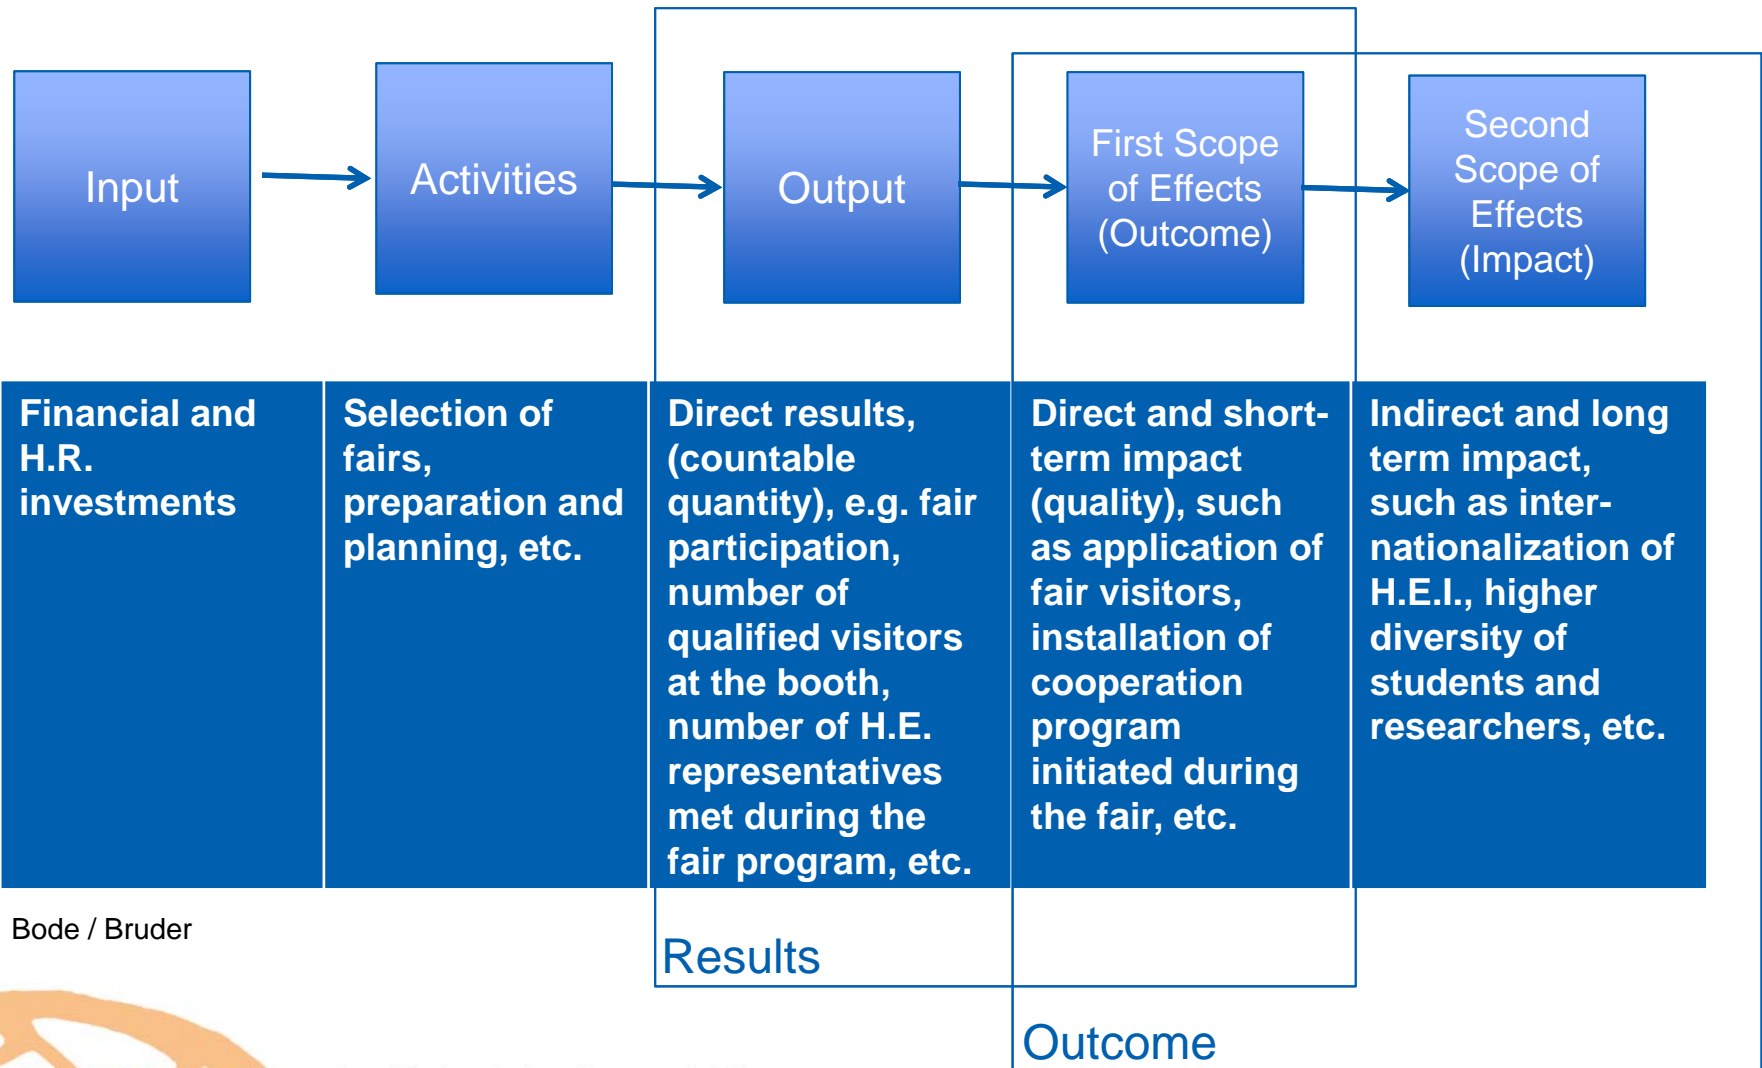 Input
Activities
Output
First Scope
of Effects
(Outcome)
Second
Scope of
Effects
(Impact)
Financial and
H.R.
investments
Selection of
fairs,
preparation and
planning, etc.
Direct results,
(countable
quantity), e.g. fair
participation,
number of
qualified visitors
at the booth,
number of H.E.
representatives
met during the
fair program, etc.
Direct and short-
term impact
(quality), such
as application of
fair visitors,
installation of
cooperation
program
initiated during
the fair, etc.
Indirect and long
term impact,
such as inter-
nationalization of
H.E.I., higher
diversity of
students and
researchers, etc.
Bode / Bruder
Results
Outcome